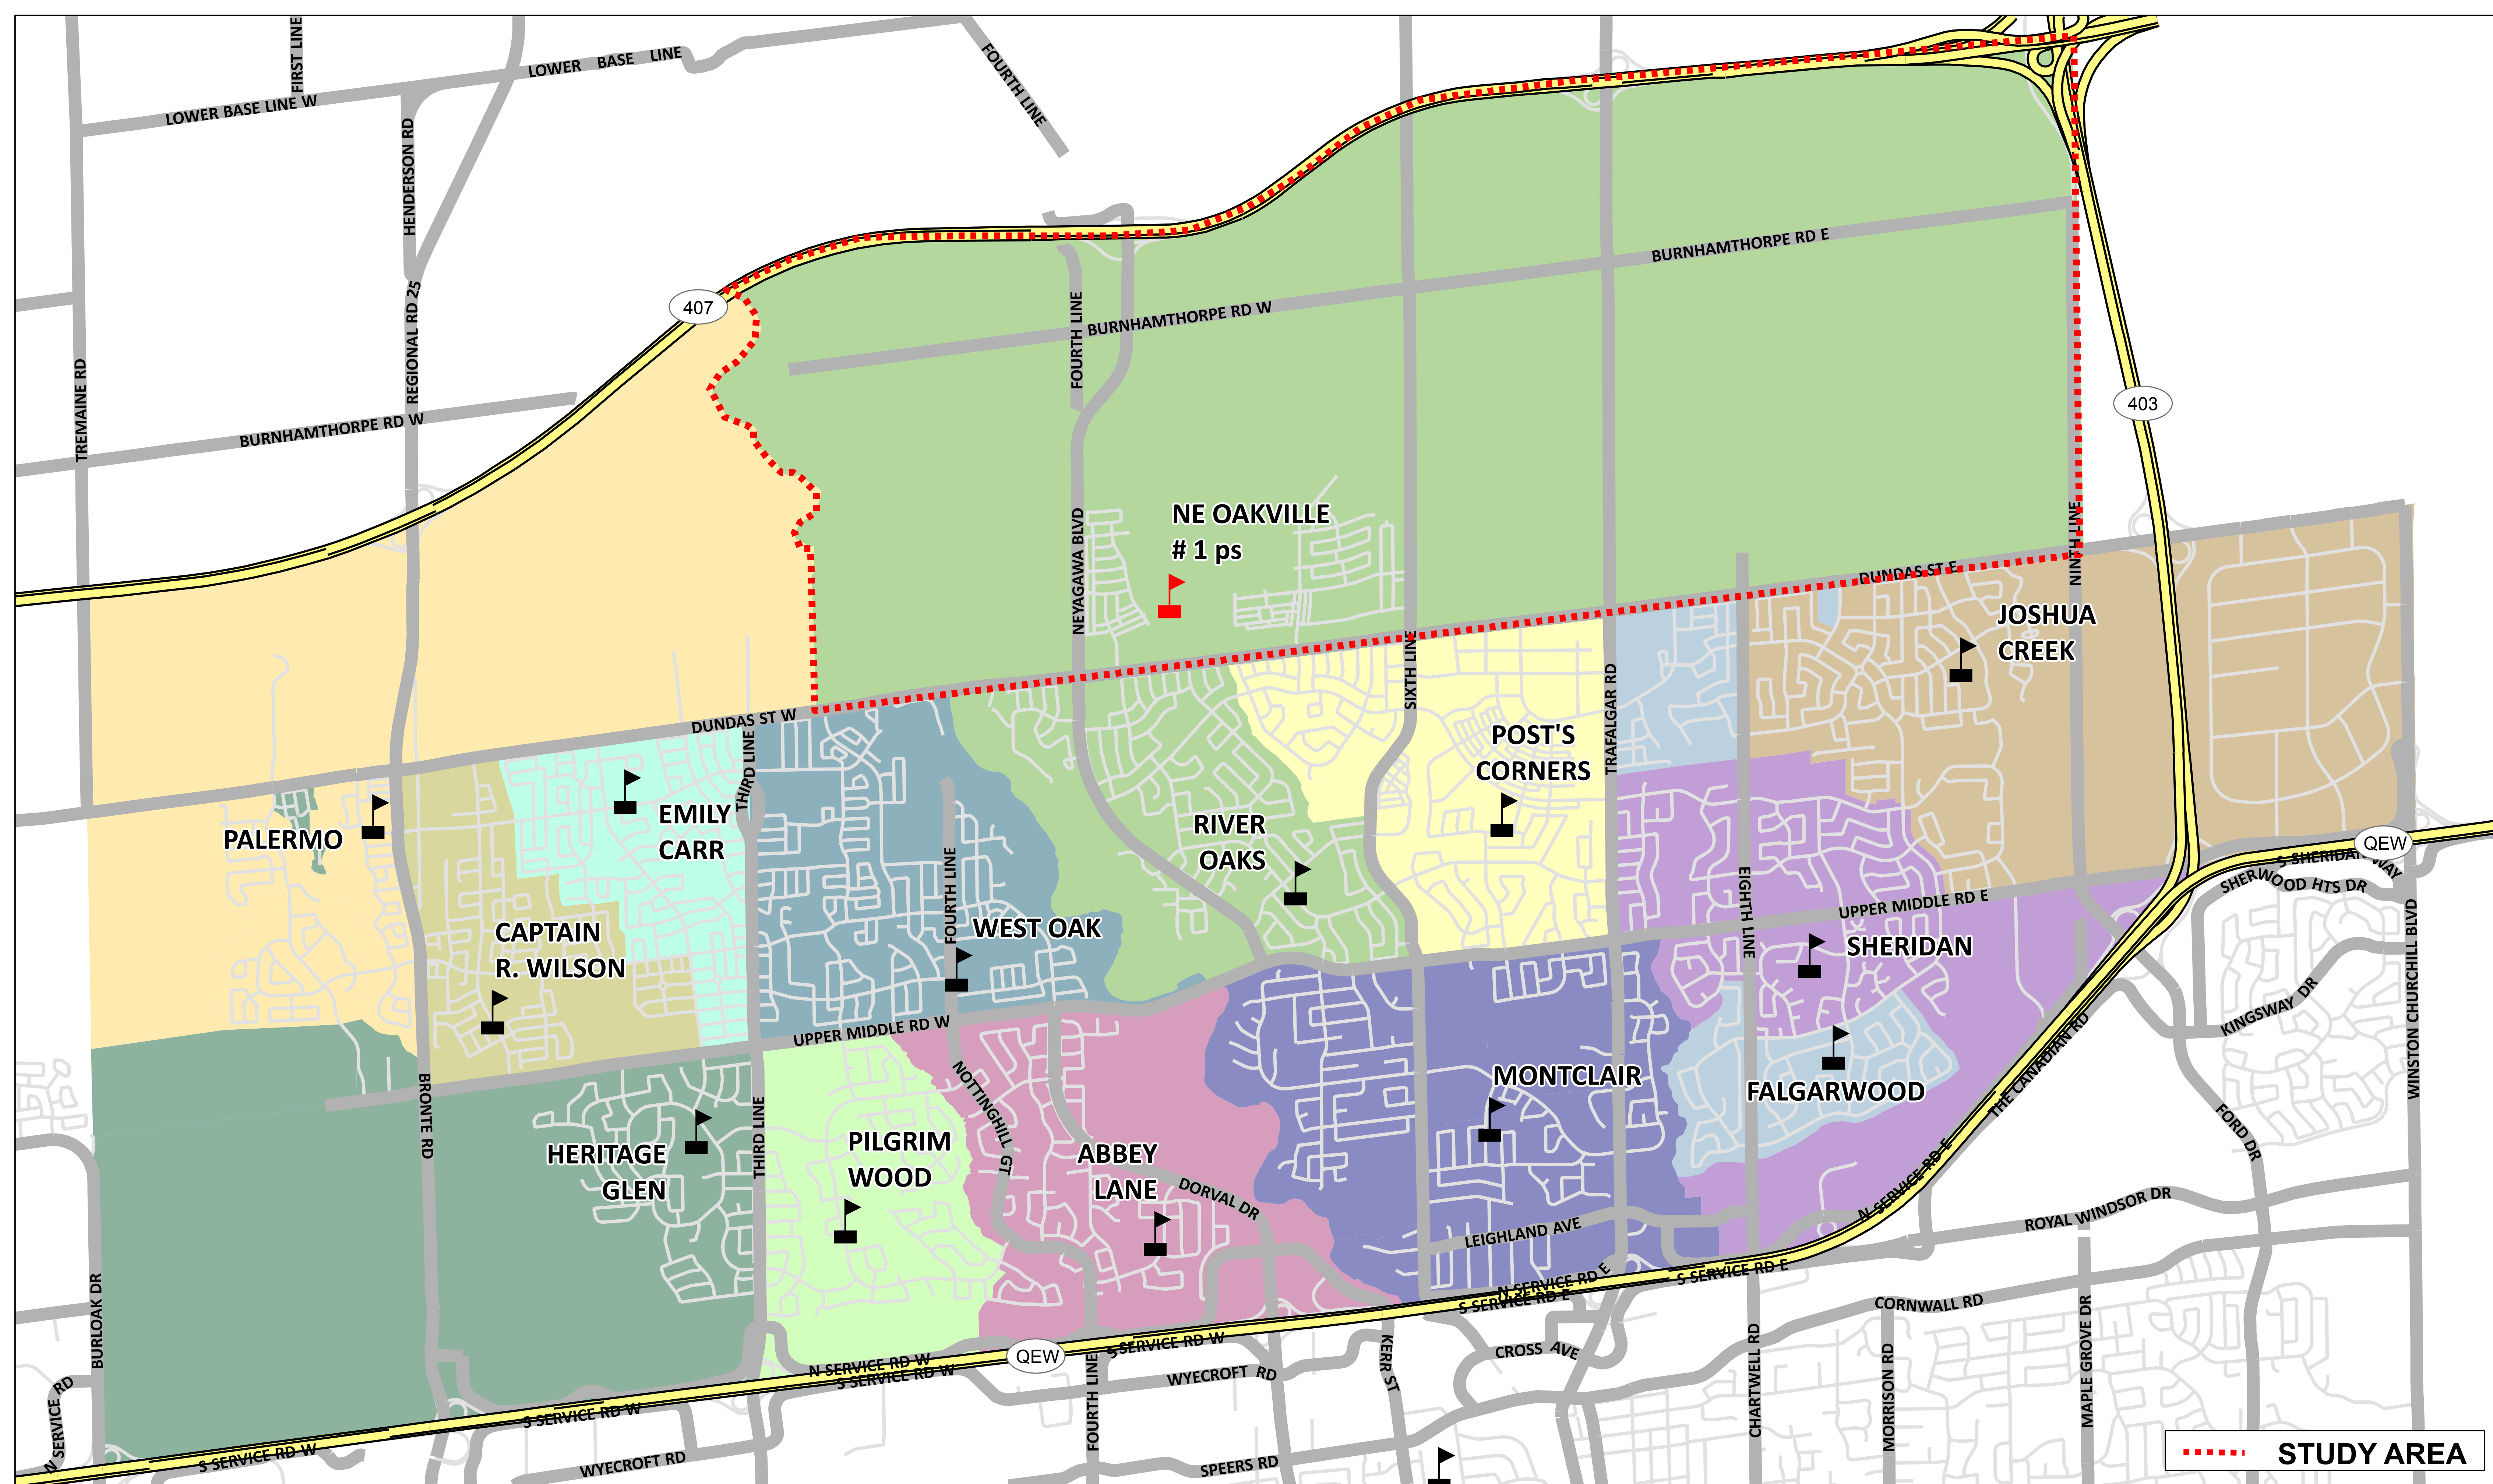 FIRST LINE
LOWER BASE LINE
LOWER BASE LINE W
FOURTH LINE
HENDERSON RD
BURNHAMTHORPE RD E
407
BURNHAMTHORPE RD W
FOURTH LINE
REGIONAL RD 25
TREMAINE RD
BURNHAMTHORPE RD W
403
NE OAKVILLE
# 1 ps
NEYAGAWA BLVD
NINTH LINE
DUNDAS ST E
JOSHUA
CREEK
SIXTH LINE
TRAFALGAR RD
DUNDAS ST W
THIRD LINE
POST'S
CORNERS
PALERMO
EMILY
CARR
RIVER
OAKS
QEW
S SHERIDAN WAY
SHERWOOD HTS DR
FOURTH LINE
EIGHTH LINE
UPPER MIDDLE RD E
CAPTAIN
R. WILSON
WEST OAK
SHERIDAN
WINSTON CHURCHILL BLVD
KINGSWAY DR
UPPER MIDDLE RD W
THE CANADIAN RD
MONTCLAIR
FALGARWOOD
BRONTE RD
NOTTINGHILL GT
THIRD LINE
FORD DR
HERITAGE
GLEN
PILGRIM
WOOD
ABBEY
LANE
DORVAL DR
N SERVICE RD E
ROYAL WINDSOR DR
LEIGHLAND AVE
N SERVICE RD E
S SERVICE RD E
S SERVICE RD E
BURLOAK DR
CORNWALL RD
QEW
S SERVICE RD W
N SERVICE RD W
S SERVICE RD W
WYECROFT RD
KERR ST
CROSS AVE
CHARTWELL RD
MORRISON RD
MAPLE GROVE DR
N SERVICE RD
S SERVICE RD W
S SERVICE RD W
FOURTH LINE
WYECROFT RD
SPEERS RD
STUDY AREA